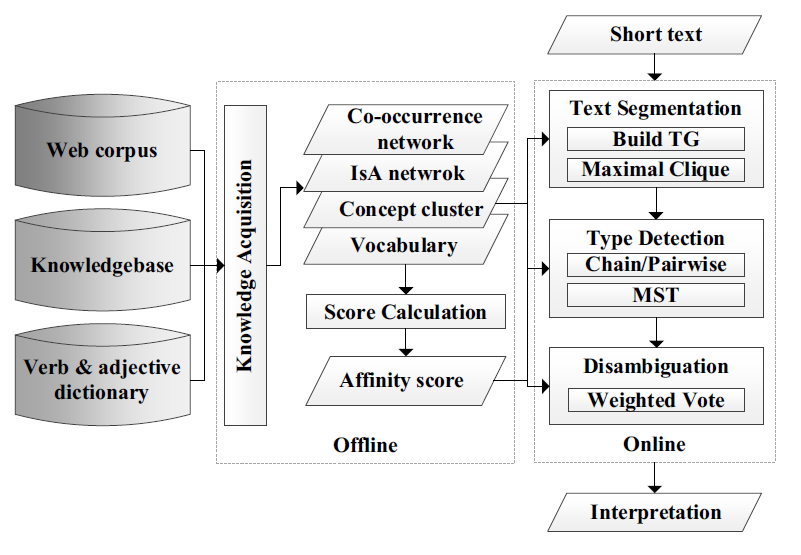 Short text
Web corpus
Knowledgebase
Verb & adjective
dictionary
Knowledge Acquisition
Co-occurrence
network
IsA netwrok
Concept cluster
Vocabulary
Score Calculation
Affinity score
Offline
Text Segmentation
Build TG
Maximal Clique
Type Detection
Chain/Pairwise
MST
Disambiguation
Weighted Vote
Online
Interpretation